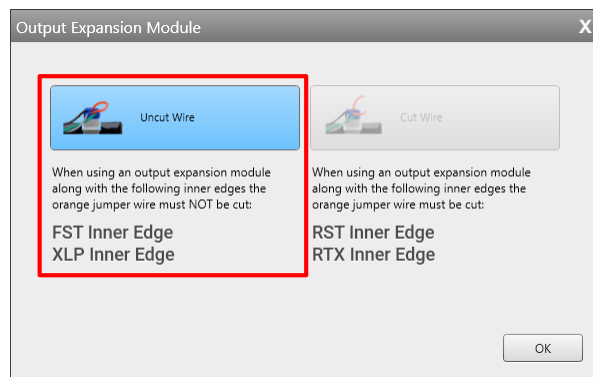 Output Expansion Module
X
Uncut Wire
When using an output expansion module
along with the following inner edges the
orange jumper wire must NOT be cut:
FST Inner Edge
XLP Inner Edge
Cut Wire
When using an output expansion module
along with the following inner edges the
orange jumper wire must be cut:
RST Inner Edge
RTX Inner Edge
OK